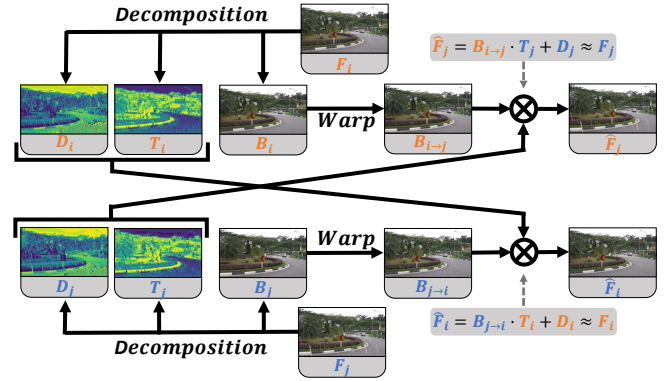 Decomposition
F_i
F̂_j = B_{i→j} · T_j + D_j ≈ F_j
D_i
T_i
B_i
Warp
B_{i→j}
F̂_j
D_j
T_j
B_j
Warp
B_{j→i}
F̂_i
F̂_i = B_{j→i} · T_i + D_i ≈ F_i
Decomposition
F_j